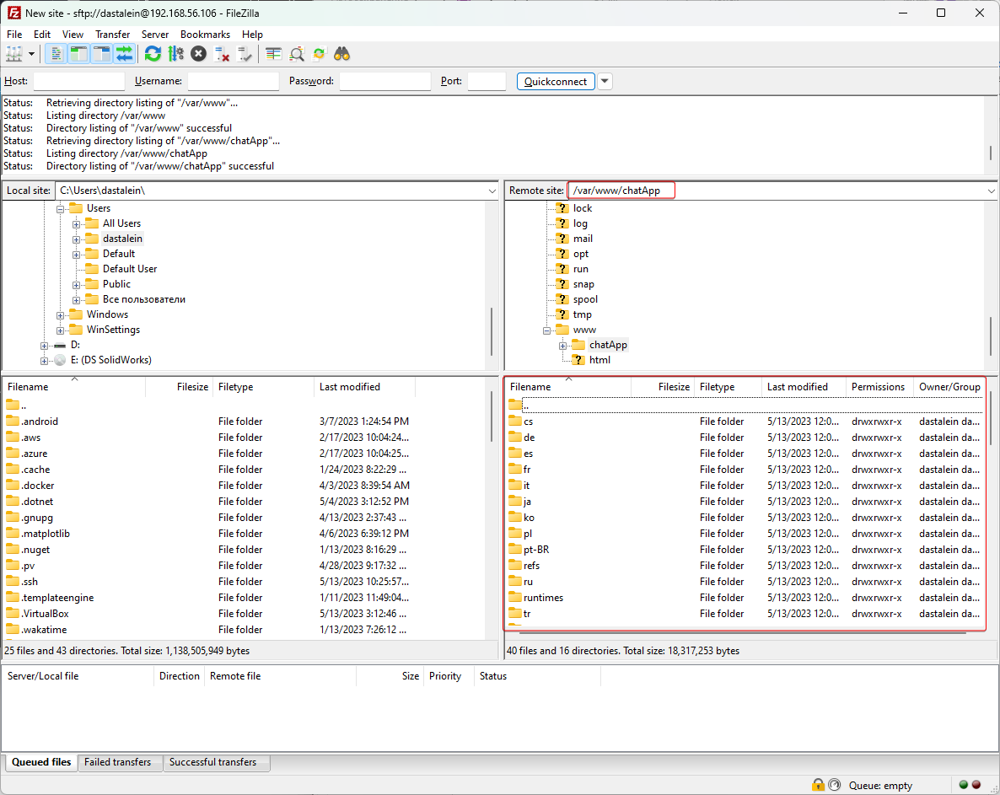 New site - sftp://dastalein@192.168.56.106 - FileZilla
File Edit View Transfer Server Bookmarks Help
Host: Username: Password: Port: Quickconnect
Status: Retrieving directory listing of "/var/www"...
Status: Listing directory /var/www
Status: Directory listing of "/var/www" successful
Status: Retrieving directory listing of "/var/www/chatApp"...
Status: Listing directory /var/www/chatApp
Status: Directory listing of "/var/www/chatApp" successful
Local site: C:\Users\dastalein\
Users
All Users
dastalein
Default
Default User
Public
Все пользователи
Windows
WinSettings
D:
E: (DS SolidWorks)
Remote site: /var/www/chatApp
lock
log
mail
opt
run
snap
spool
tmp
www
chatApp
html
Filename Filesize Filetype Last modified
..
.android File folder 3/7/2023 1:24:54 PM
.aws File folder 2/17/2023 10:04:24...
.azure File folder 2/17/2023 10:04:25...
.cache File folder 1/24/2023 8:22:29 ...
.docker File folder 4/3/2023 8:39:54 AM
.dotnet File folder 5/4/2023 3:12:52 PM
.gnupg File folder 4/13/2023 2:37:43 ...
.matplotlib File folder 4/6/2023 6:39:12 PM
.nuget File folder 1/13/2023 8:16:29 ...
.pv File folder 4/28/2023 9:17:32 ...
.ssh File folder 5/13/2023 10:25:57...
.templateengine File folder 1/11/2023 11:49:04...
.VirtualBox File folder 5/13/2023 3:12:46 ...
.wakatime File folder 1/13/2023 7:26:12 ...
25 files and 43 directories. Total size: 1,138,505,949 bytes
Filename Filesize Filetype Last modified Permissions Owner/Group
..
cs File folder 5/13/2023 12:0... drwxrwxr-x dastalein da...
de File folder 5/13/2023 12:0... drwxrwxr-x dastalein da...
es File folder 5/13/2023 12:0... drwxrwxr-x dastalein da...
fr File folder 5/13/2023 12:0... drwxrwxr-x dastalein da...
it File folder 5/13/2023 12:0... drwxrwxr-x dastalein da...
ja File folder 5/13/2023 12:0... drwxrwxr-x dastalein da...
ko File folder 5/13/2023 12:0... drwxrwxr-x dastalein da...
pl File folder 5/13/2023 12:0... drwxrwxr-x dastalein da...
pt-BR File folder 5/13/2023 12:0... drwxrwxr-x dastalein da...
refs File folder 5/13/2023 12:0... drwxrwxr-x dastalein da...
ru File folder 5/13/2023 12:0... drwxrwxr-x dastalein da...
runtimes File folder 5/13/2023 12:0... drwxrwxr-x dastalein da...
tr File folder 5/13/2023 12:0... drwxrwxr-x dastalein da...
40 files and 16 directories. Total size: 18,317,253 bytes
Server/Local file Direction Remote file Size Priority Status
Queued files Failed transfers Successful transfers
Queue: empty